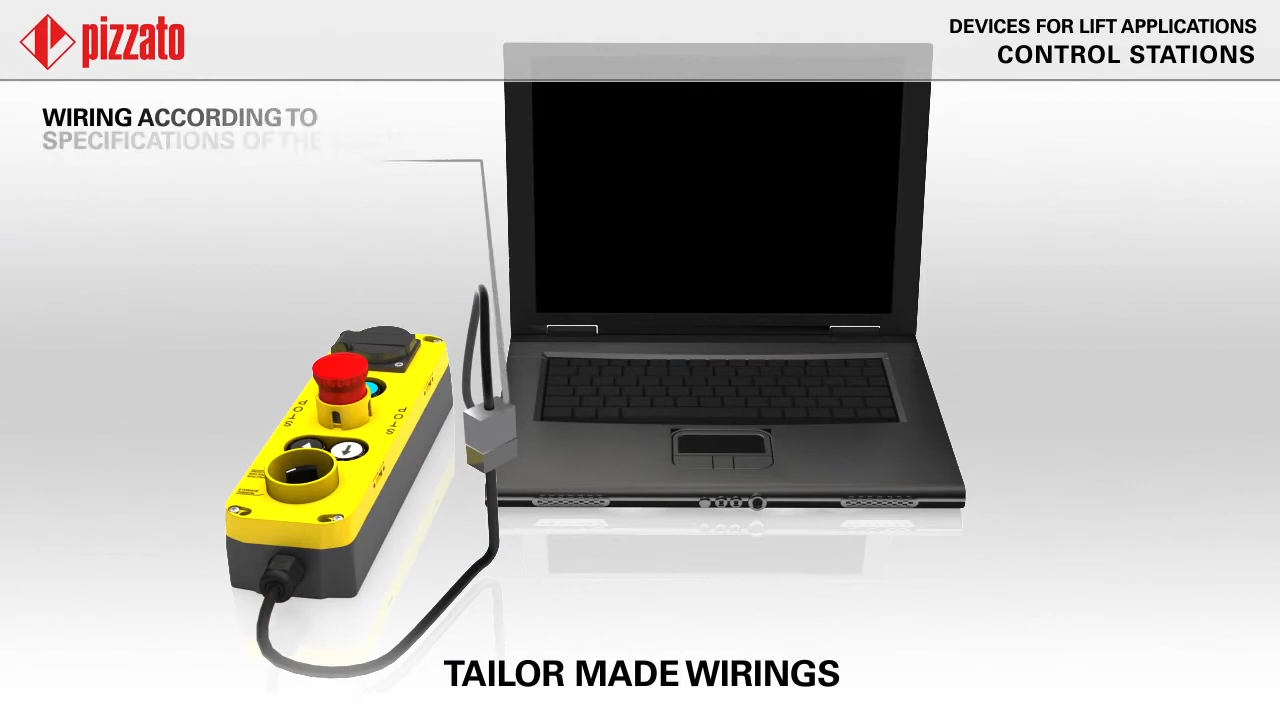 pizzato
DEVICES FOR LIFT APPLICATIONS
CONTROL STATIONS
WIRING ACCORDING TO
SPECIFICATIONS OF THE
STOP
STOP
TAILOR MADE WIRINGS